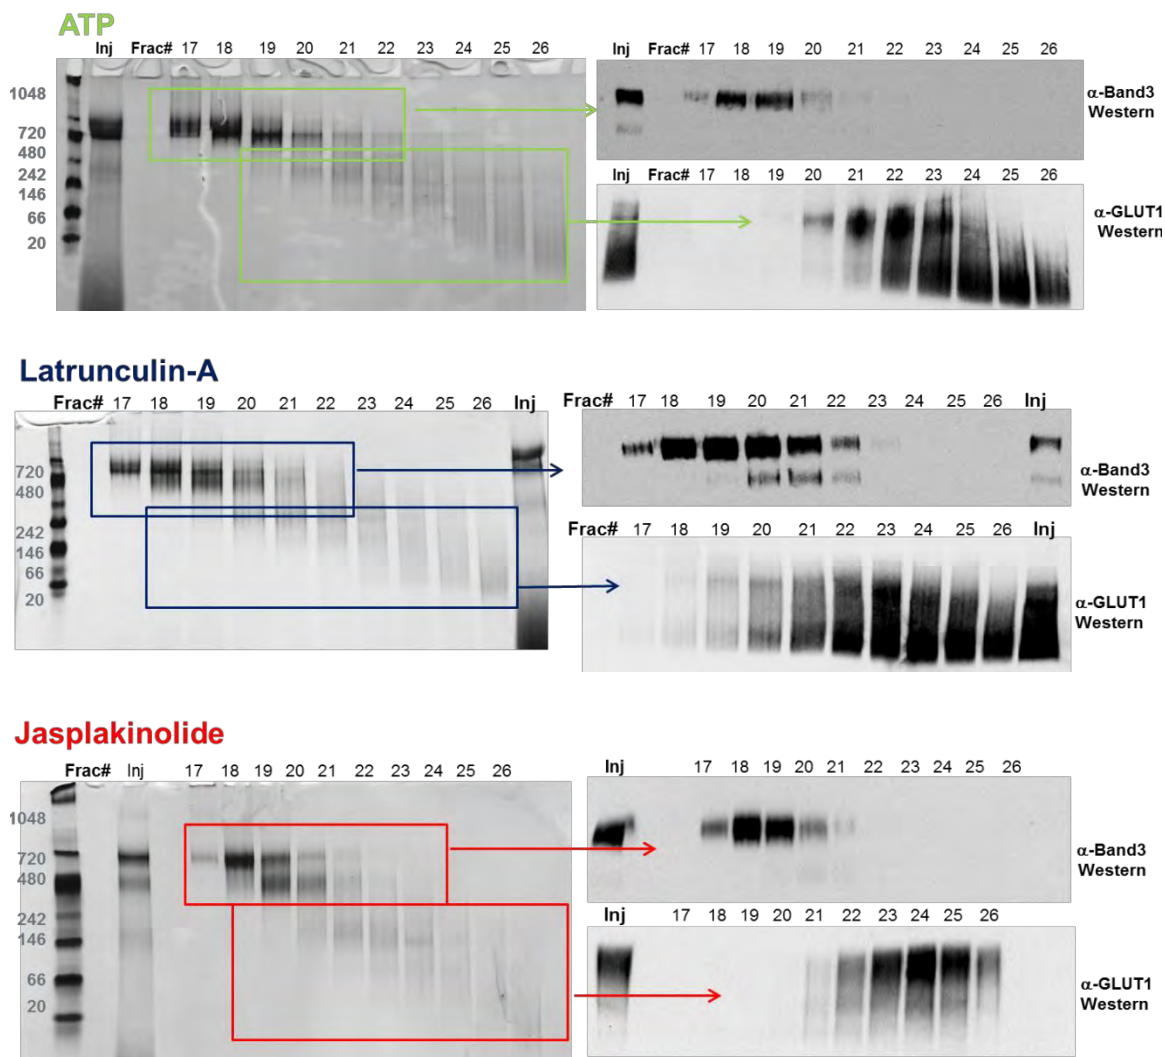 ATP
Inj Frac# 17 18 19 20 21 22 23 24 25 26
1048
720
480
242
146
66
20
Inj Frac# 17 18 19 20 21 22 23 24 25 26
α-Band3
Western
Inj Frac# 17 18 19 20 21 22 23 24 25 26
α-GLUT1
Western
Latrunculin-A
Frac# 17 18 19 20 21 22 23 24 25 26 Inj
720
480
242
146
66
20
Frac# 17 18 19 20 21 22 23 24 25 26 Inj
α-Band3
Western
Frac# 17 18 19 20 21 22 23 24 25 26 Inj
α-GLUT1
Western
Jasplakinolide
Frac# Inj 17 18 19 20 21 22 23 24 25 26
1048
720
480
242
146
66
20
Inj 17 18 19 20 21 22 23 24 25 26
α-Band3
Western
Inj 17 18 19 20 21 22 23 24 25 26
α-GLUT1
Western